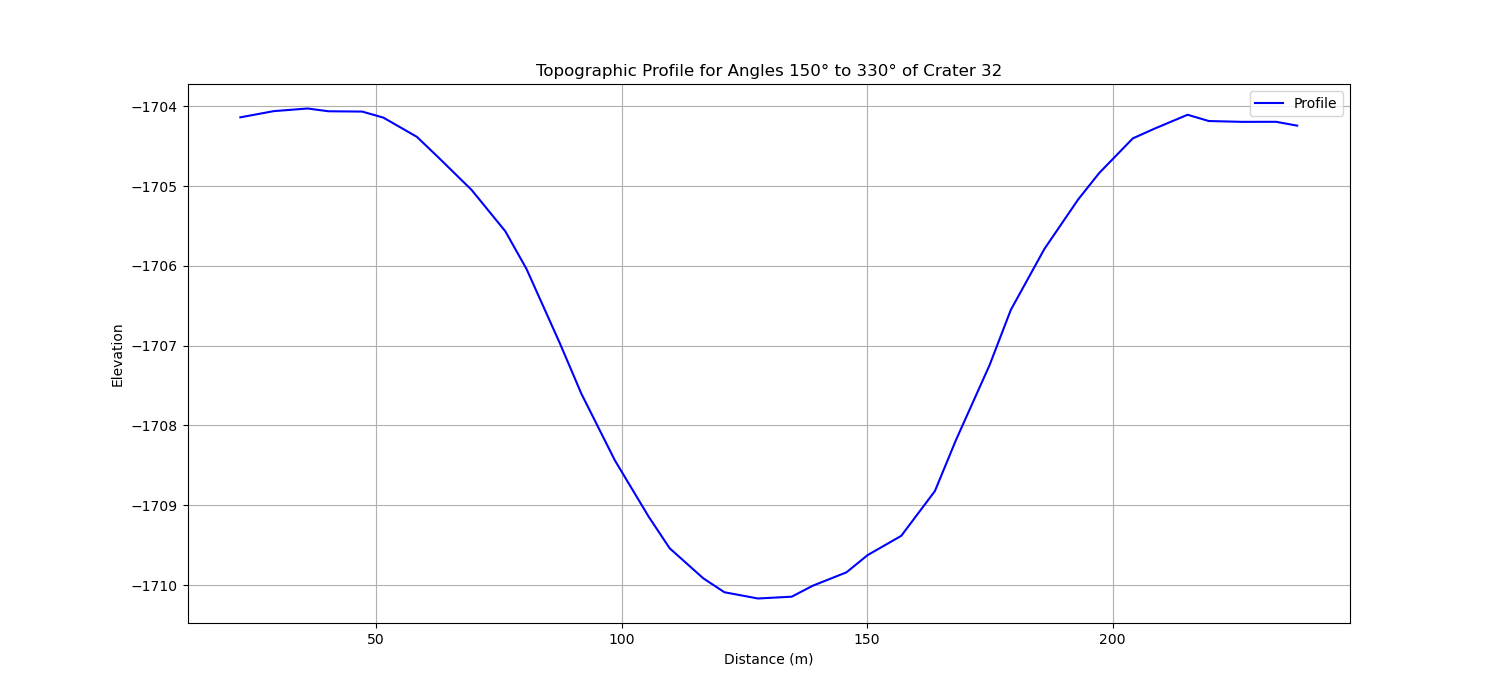 Topographic Profile for Angles 150° to 330° of Crater 32
Profile
−1704
−1705
−1706
−1707
−1708
−1709
−1710
Elevation
50 100 150 200
Distance (m)